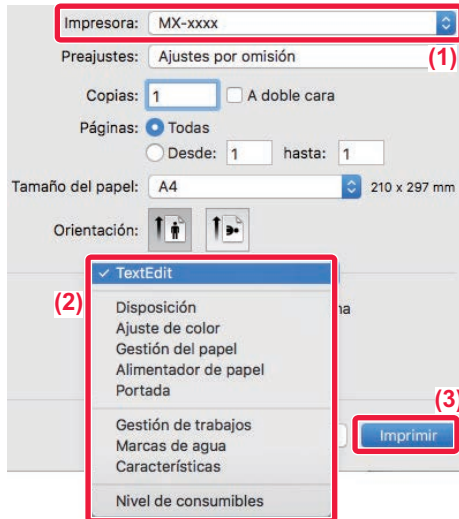 Impresora: MX-xxxx
(1)
Preajustes: Ajustes por omisión
Copias: 1 A doble cara
Páginas: Todas
Desde: 1 hasta: 1
Tamaño del papel: A4 210 x 297 mm
Orientación:
(2)
✓ TextEdit
Disposición
Ajuste de color
Gestión del papel
Alimentador de papel
Portada
Gestión de trabajos
Marcas de agua
Características
Nivel de consumibles
(3)
Imprimir